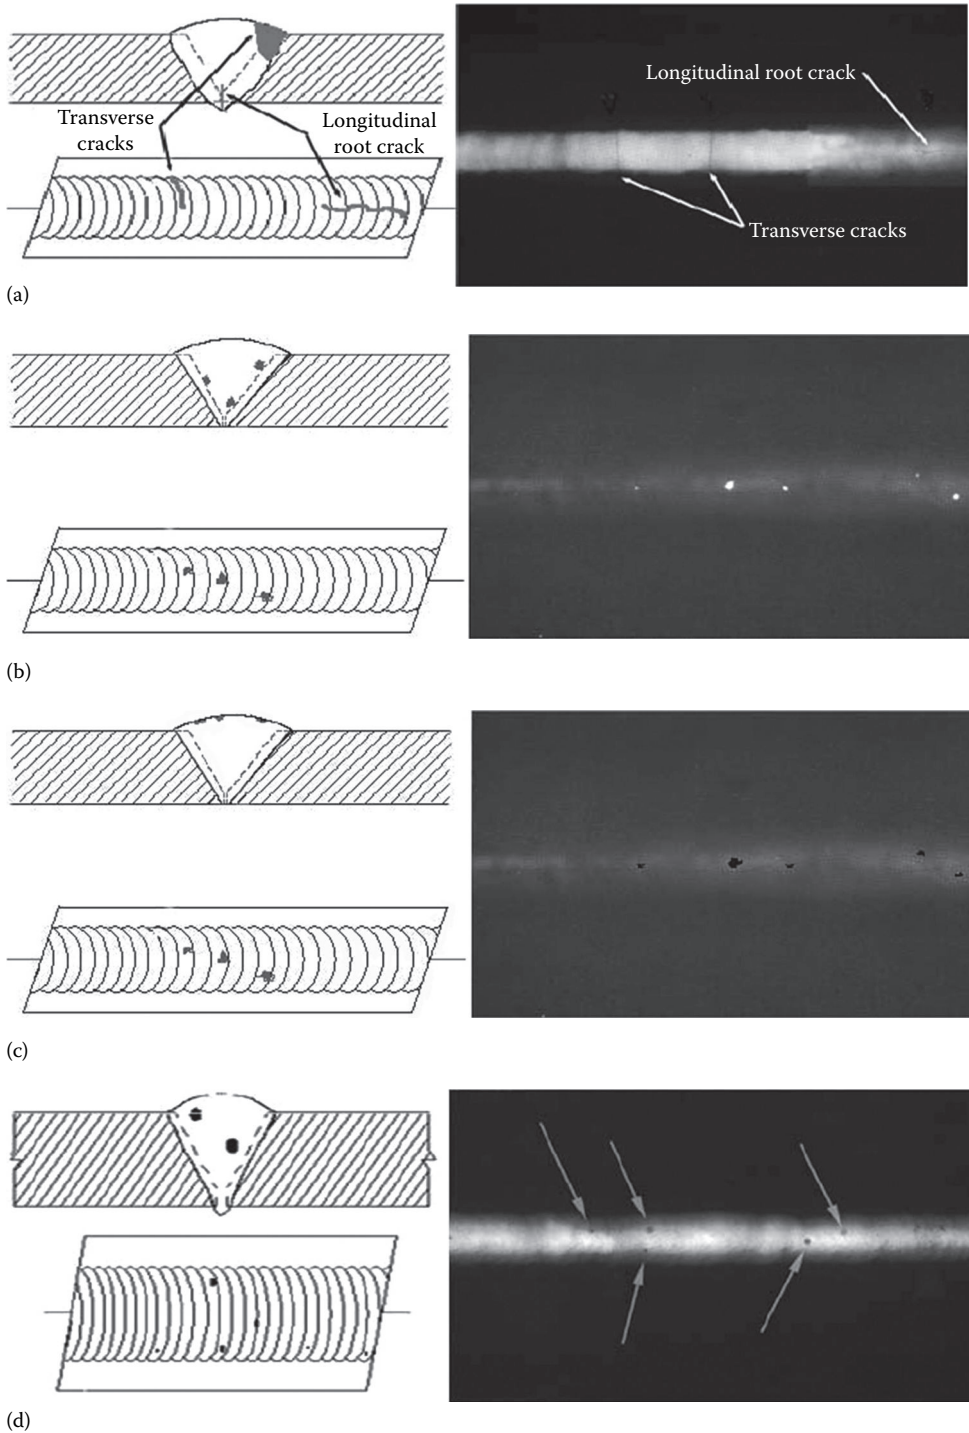 Transverse
cracks
Longitudinal
root crack
Longitudinal root crack
Transverse cracks
(a)
(b)
(c)
(d)